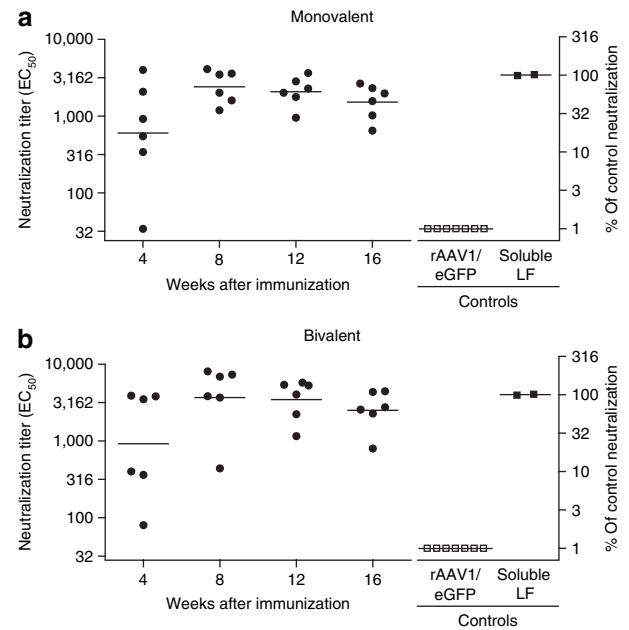 a
Monovalent
Neutralization titer (EC50)
10,000
3,162
1,000
316
100
32
4
8
12
16
Weeks after immunization
316
100
32
10
3
1
% Of control neutralization
rAAV1/
eGFP
Soluble
LF
Controls
b
Bivalent
Neutralization titer (EC50)
10,000
3,162
1,000
316
100
32
4
8
12
16
Weeks after immunization
316
100
32
10
3
1
% Of control neutralization
rAAV1/
eGFP
Soluble
LF
Controls